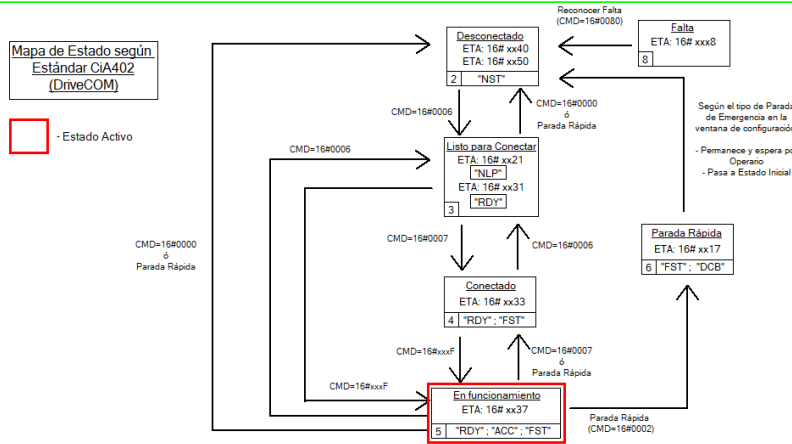 Mapa de Estado según
Estándar CiA402
(DriveCOM)
- Estado Activo
Reconocer Falta
(CMD=16#0080)
Desconectado
ETA: 16# xx40
ETA: 16# xx50
2 "NST"
Falta
ETA: 16# xxx8
8
CMD=16#0006
CMD=16#0000
ó
Parada Rápida
Según el tipo de Parada
de Emergencia en la
ventana de configuración
- Permanece y espera por
Operario
- Pasa a Estado Inicial
CMD=16#0006
Listo para Conectar
ETA: 16# xx21
"NLP"
ETA: 16# xx31
"RDY"
3
CMD=16#0000
ó
Parada Rápida
CMD=16#0007
CMD=16#0006
Parada Rápida
ETA: 16# xx17
6 "FST" ; "DCB"
Conectado
ETA: 16# xx33
4 "RDY" ; "FST"
CMD=16#xxxF
CMD=16#0007
ó
Parada Rápida
CMD=16#xxxF
En funcionamiento
ETA: 16# xx37
5 "RDY" ; "ACC" ; "FST"
Parada Rápida
(CMD=16#0002)